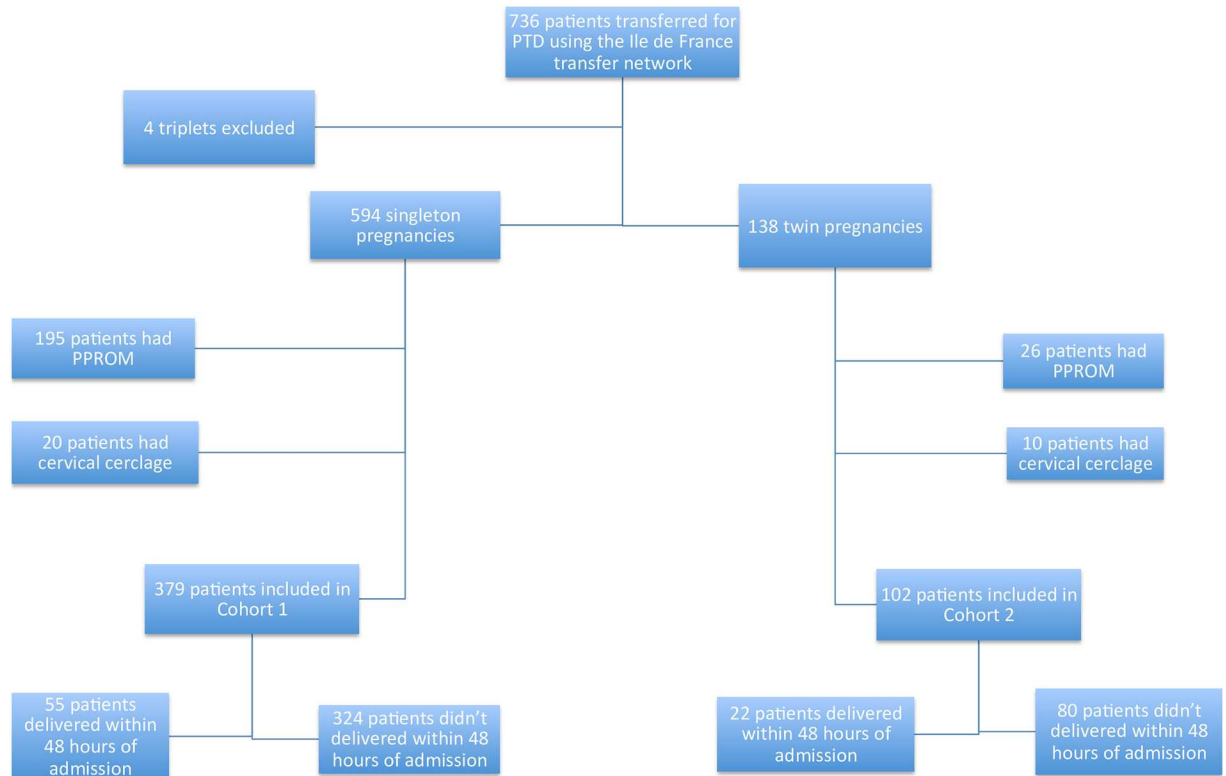 736 patients transferred for
PTD using the Ile de France
transfer network
4 triplets excluded
594 singleton
pregnancies
138 twin pregnancies
195 patients had
PPROM
26 patients had
PPROM
20 patients had
cervical cerclage
10 patients had
cervical cerclage
379 patients included in
Cohort 1
102 patients included in
Cohort 2
55 patients
delivered within
48 hours of
admission
324 patients didn’t
delivered within 48
hours of admission
22 patients delivered
within 48 hours of
admission
80 patients didn’t
delivered within 48
hours of admission